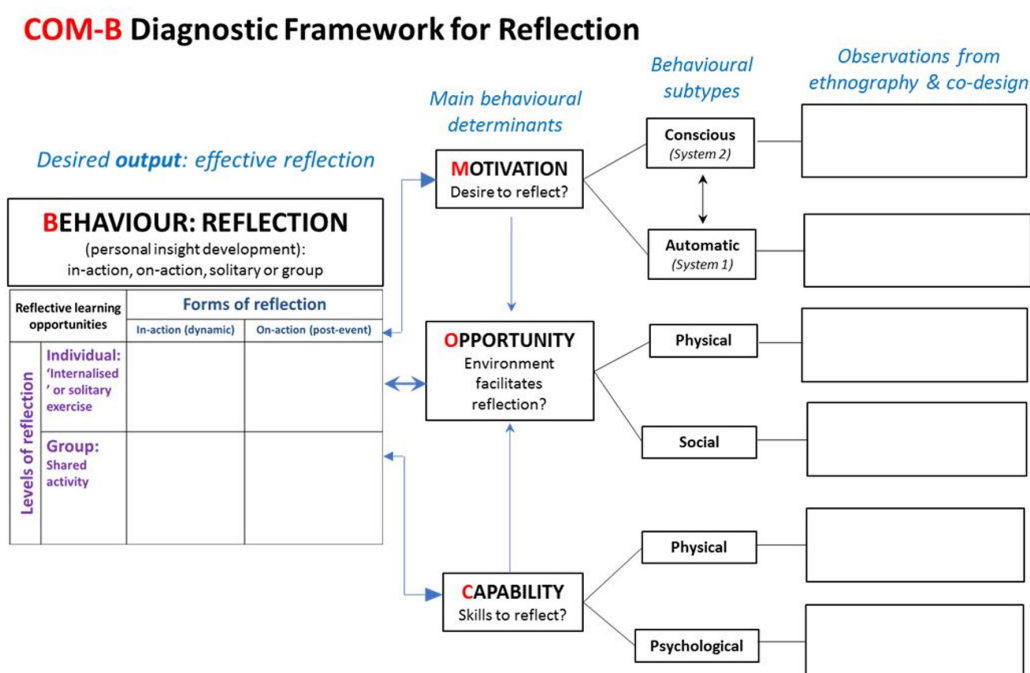 COM-B Diagnostic Framework for Reflection
Desired output: effective reflection
BEHAVIOUR: REFLECTION
(personal insight development):
in-action, on-action, solitary or group
Reflective learning
opportunities
Forms of reflection
In-action (dynamic)
On-action (post-event)
Levels of reflection
Individual:
‘Internalised
’ or solitary
exercise
Group:
Shared
activity
Main behavioural
determinants
MOTIVATION
Desire to reflect?
OPPORTUNITY
Environment
facilitates
reflection?
CAPABILITY
Skills to reflect?
Behavioural
subtypes
Conscious
(System 2)
Automatic
(System 1)
Physical
Social
Physical
Psychological
Observations from
ethnography & co-design